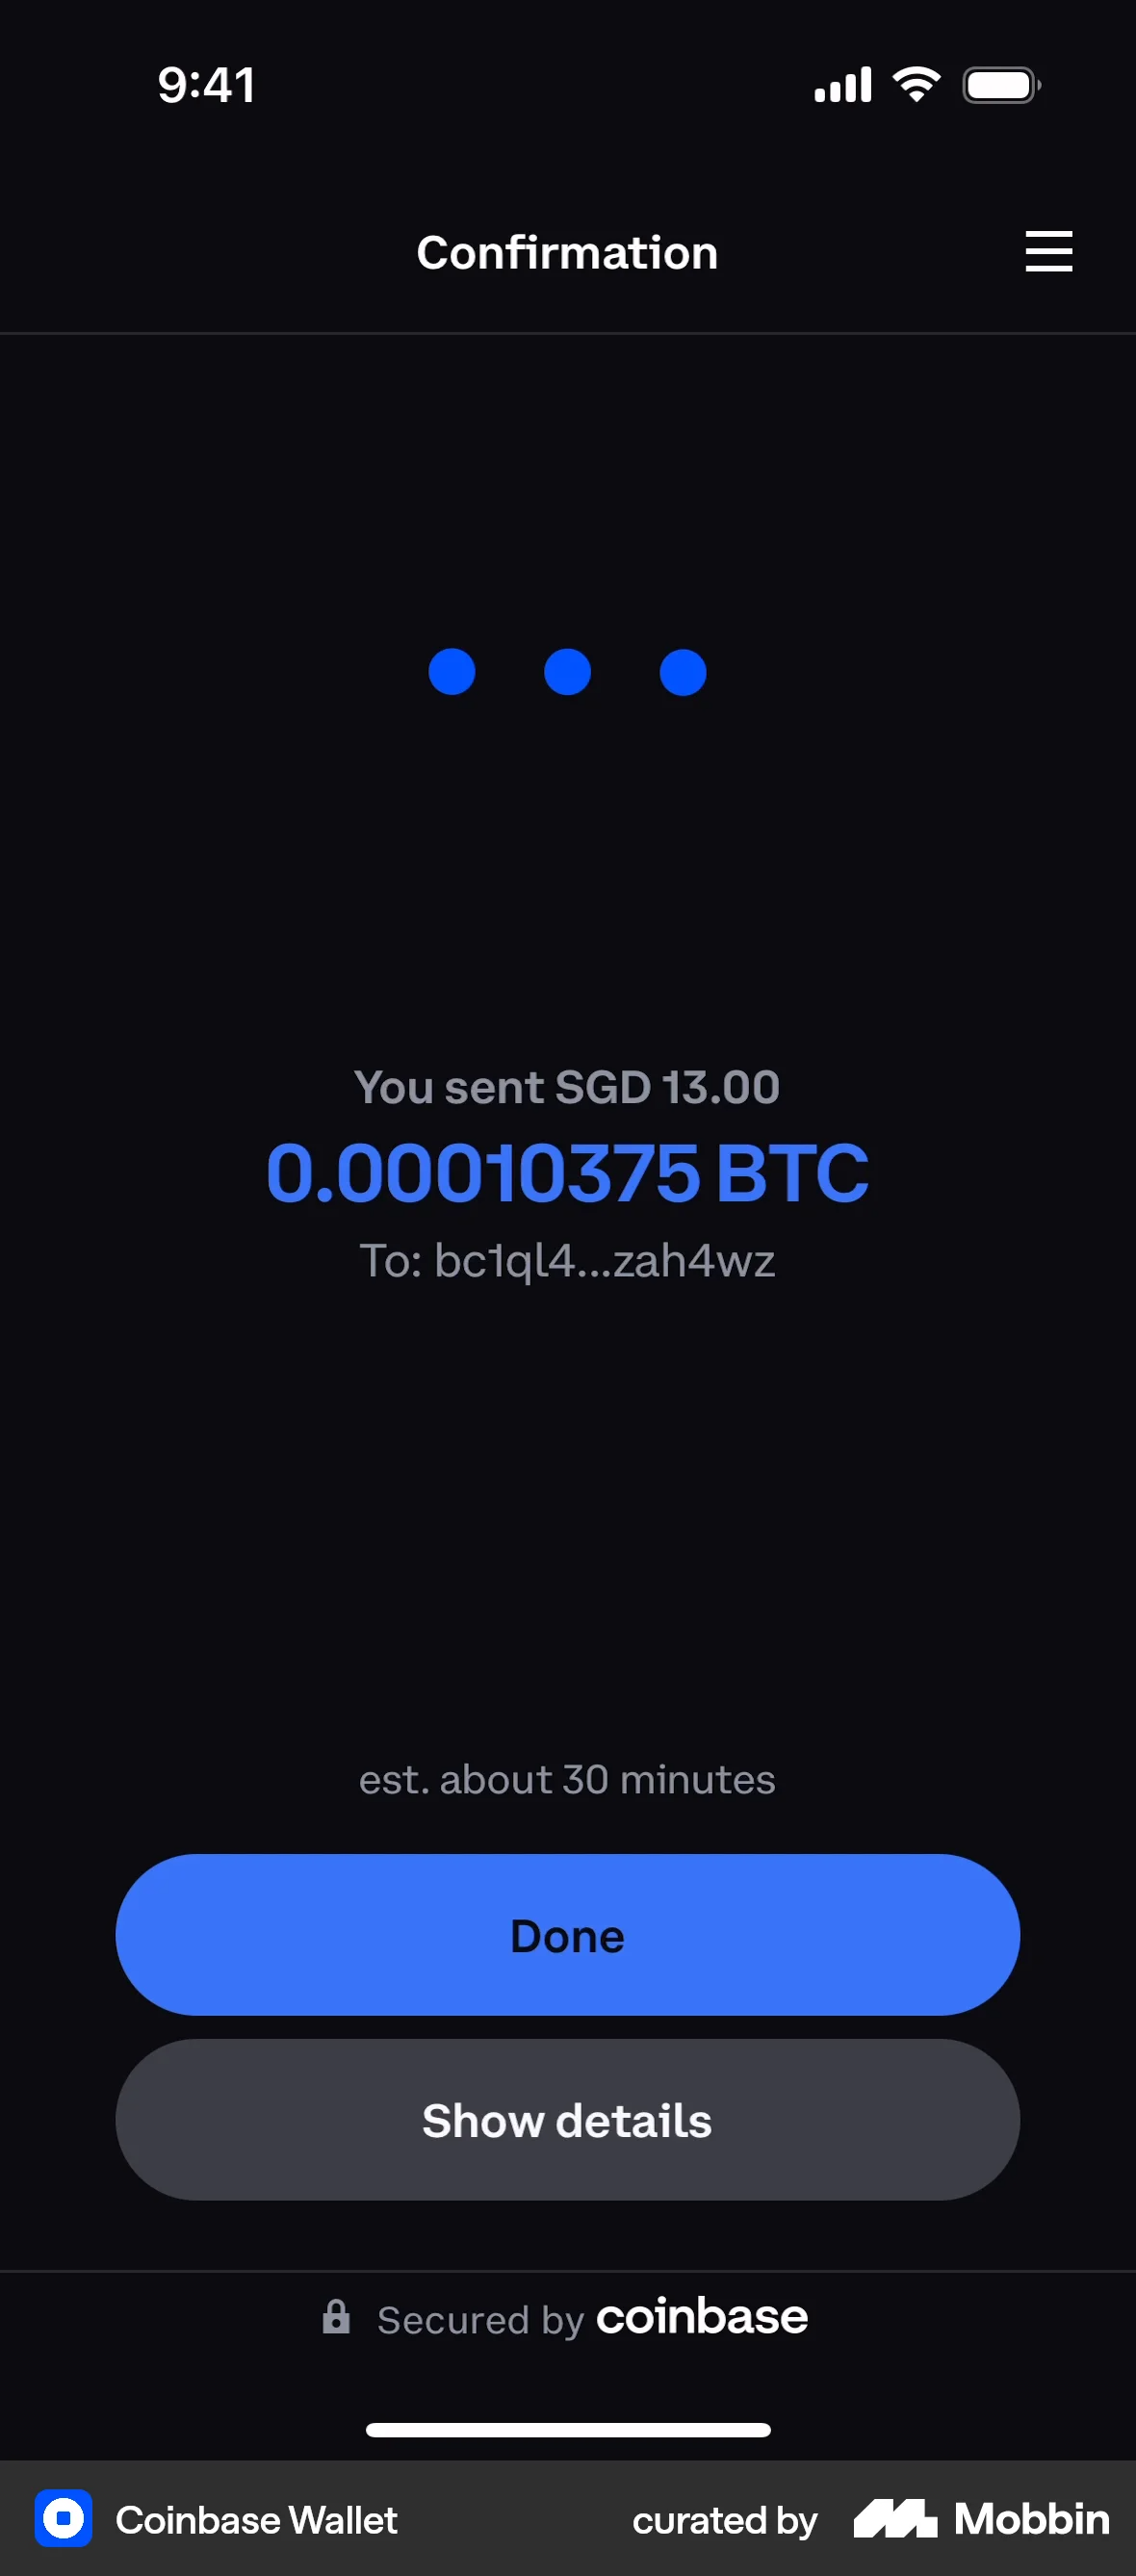 9:41
Confirmation
You sent SGD 13.00
0.00010375 BTC
To: bc1ql4...zah4wz
est. about 30 minutes
Done
Show details
Secured by coinbase
Coinbase Wallet
curated by Mobbin